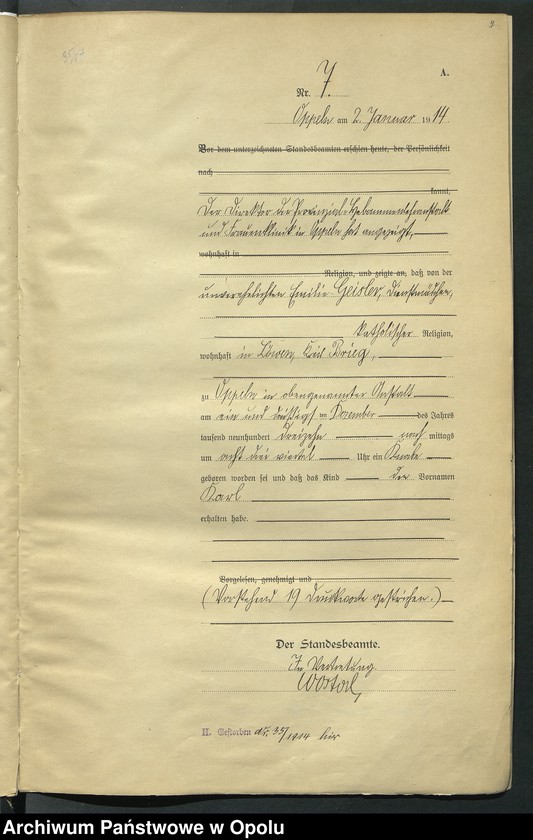 2
A.
Nr. 7.
Oppeln am 2. Januar 1914.
Vor dem unterzeichneten Standesbeamten erschien heute, der Persönlichkeit
nach
kannt,
Der Direktor der Provinzial-Hebammenlehranstalt
und Frauenklinik in Oppeln hat angezeigt,
wohnhaft in
Religion, und zeigte an, daß von der
unverehelichten Emilie Geisler, Dienstmädchen,
katholischer Religion,
wohnhaft in Löwen, Kreis Brieg,
zu Oppeln in obengenannter Anstalt
am ein und dreißigsten Dezember des Jahres
tausend neunhundert dreizehn nach mittags
um acht drei viertel Uhr ein Knabe
geboren worden sei und daß das Kind den Vornamen
Karl
erhalten habe.
Vorgelesen, genehmigt und
(Vorstehend 19 Druckworte gestrichen.)
Der Standesbeamte.
In Vertretung
Wostal
II. Gestorben Nr. 35/1914 hier
Archiwum Państwowe w Opolu